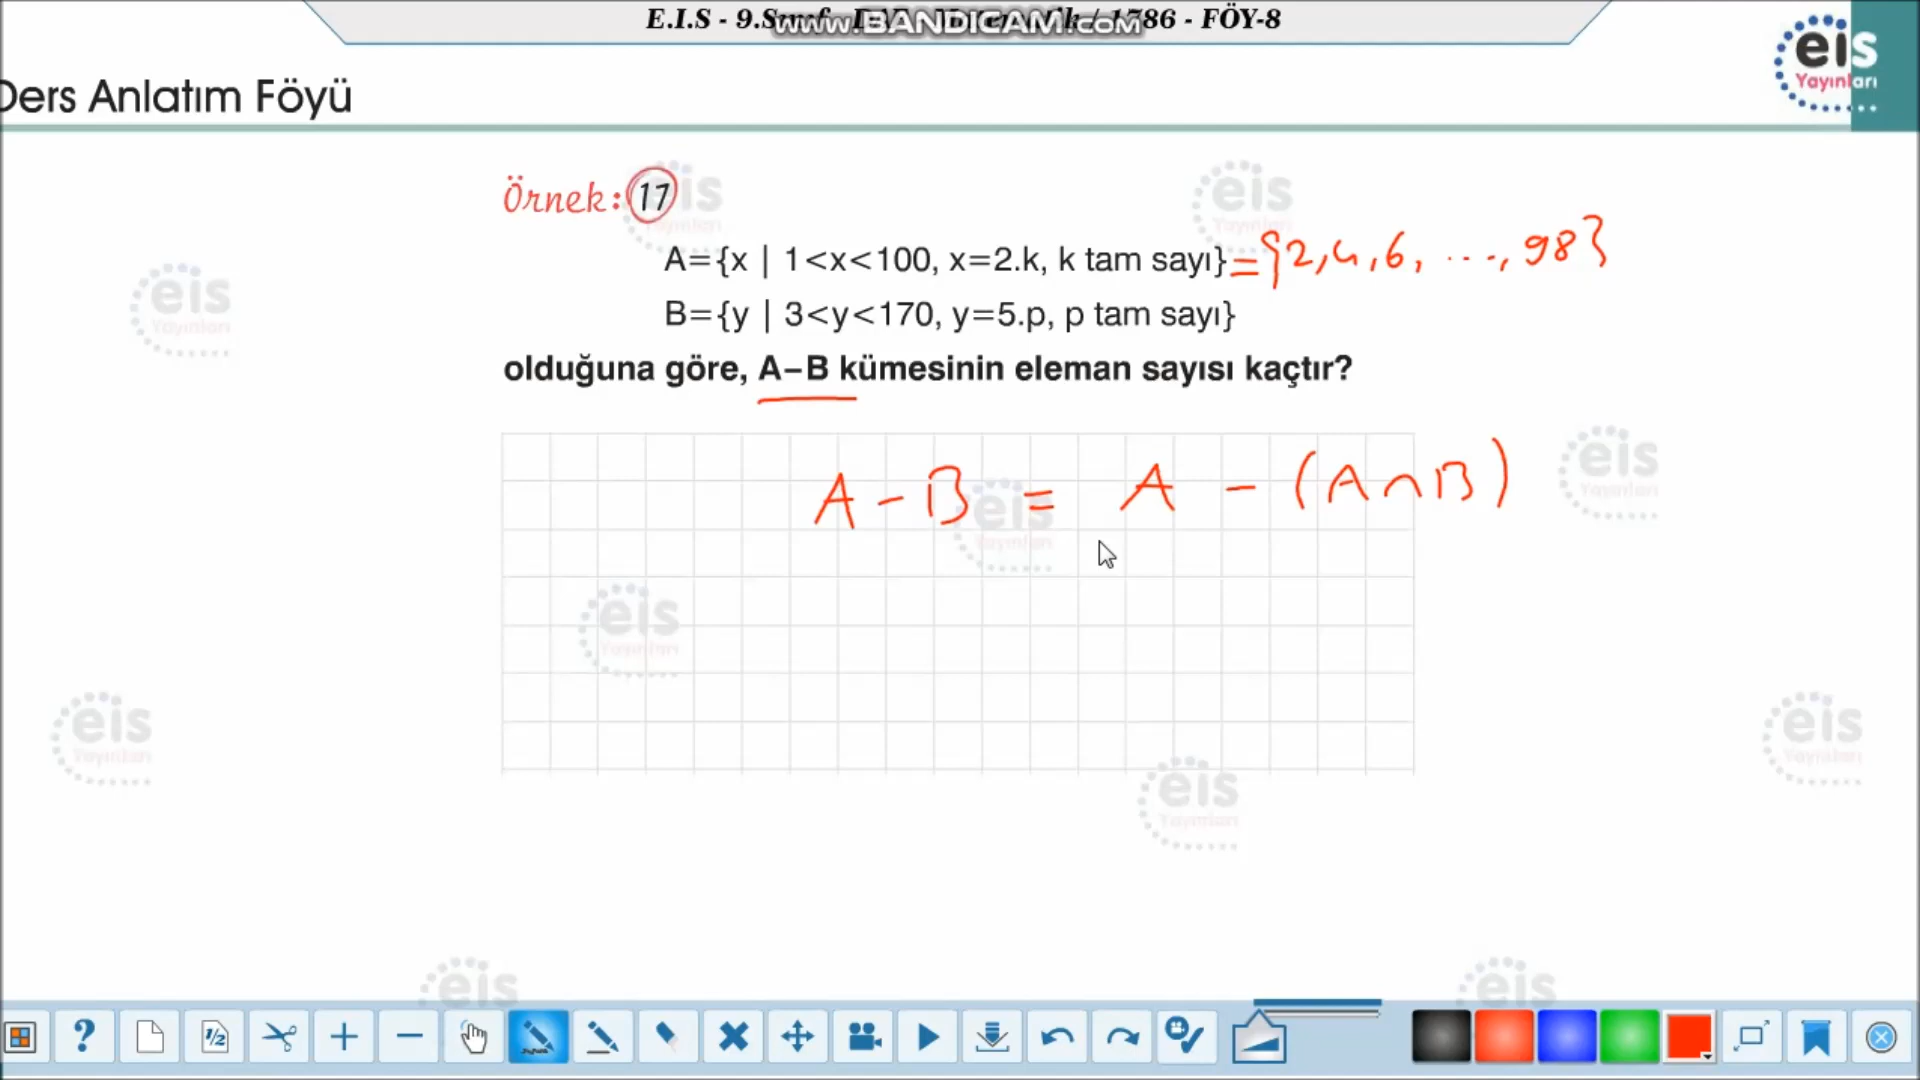 E.I.S - 9.Sınıf www.BANDICAM.com / 1786 - FÖY-8
eis
Yayınları
Ders Anlatım Föyü
Örnek: 17
A={x | 1<x<100, x=2.k, k tam sayı} = {2, 4, 6, ..., 98}
B={y | 3<y<170, y=5.p, p tam sayı}
olduğuna göre, A–B kümesinin eleman sayısı kaçtır?
A - B = A - (A∩B)